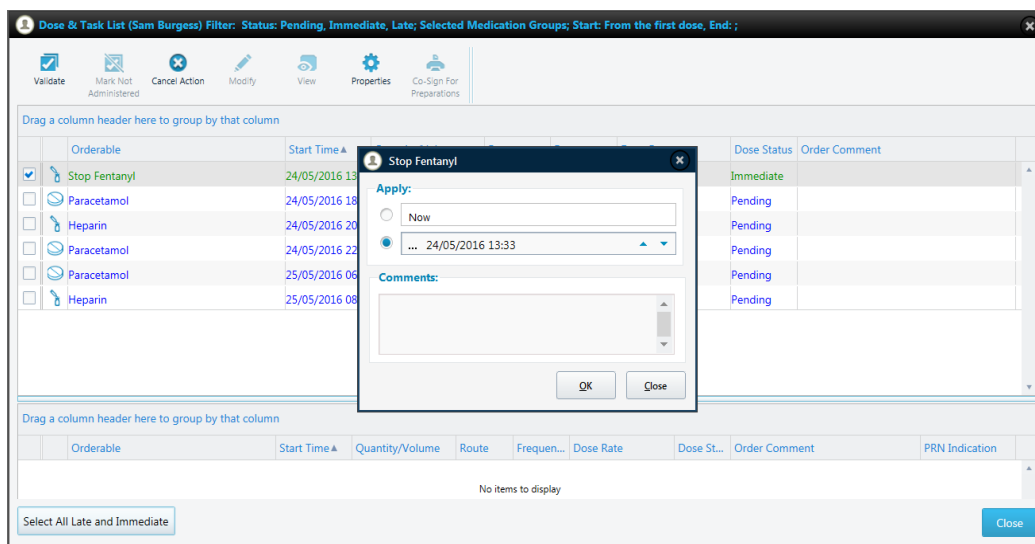 Dose & Task List (Sam Burgess) Filter: Status: Pending, Immediate, Late; Selected Medication Groups; Start: From the first dose, End: ;
Validate
Mark Not Administered
Cancel Action
Modify
View
Properties
Co-Sign For Preparations
Drag a column header here to group by that column
Orderable Start Time Dose Status Order Comment
Stop Fentanyl 24/05/2016 13 Immediate
Paracetamol 24/05/2016 18 Pending
Heparin 24/05/2016 20 Pending
Paracetamol 24/05/2016 22 Pending
Paracetamol 25/05/2016 06 Pending
Heparin 25/05/2016 08 Pending
Stop Fentanyl
Apply:
Now
... 24/05/2016 13:33
Comments:
OK Close
Drag a column header here to group by that column
Orderable Start Time Quantity/Volume Route Frequen... Dose Rate Dose St... Order Comment PRN Indication
No items to display
Select All Late and Immediate
Close